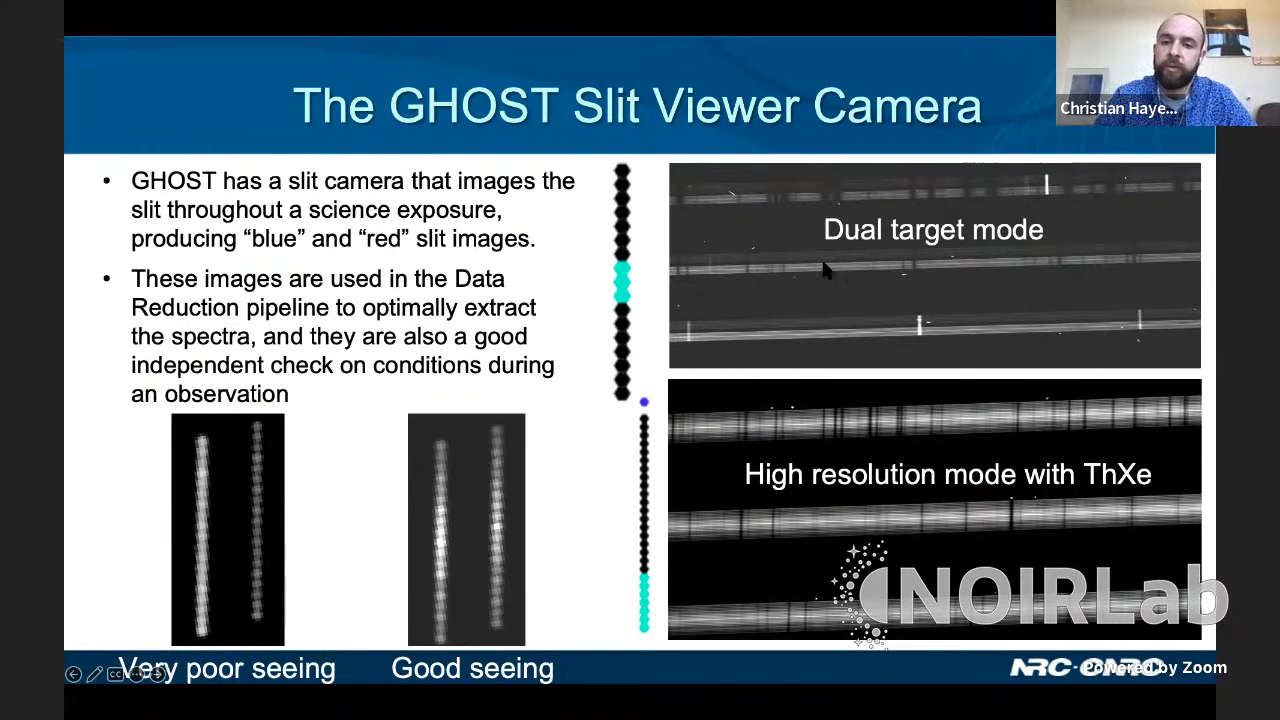 The GHOST Slit Viewer Camera
Christian Haye...
• GHOST has a slit camera that images the
slit throughout a science exposure,
producing “blue” and “red” slit images.
• These images are used in the Data
Reduction pipeline to optimally extract
the spectra, and they are also a good
independent check on conditions during
an observation
Dual target mode
High resolution mode with ThXe
NOIRLab
Very poor seeing
Good seeing
NRC·CNRC
Powered by Zoom